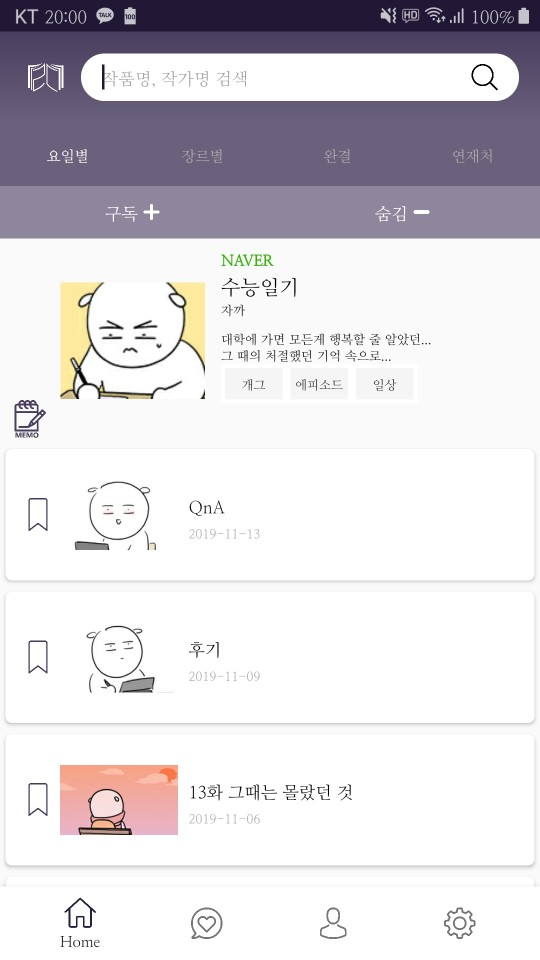 KT 20:00 TALK 100 HD 100%
작품명, 작가명 검색
요일별 장르별 완결 연재처
구독 숨김
NAVER
수능일기
자까
대학에 가면 모든게 행복할 줄 알았던...
그 때의 처절했던 기억 속으로...
개그 에피소드 일상
MEMO
QnA
2019-11-13
후기
2019-11-09
13화 그때는 몰랐던 것
2019-11-06
Home